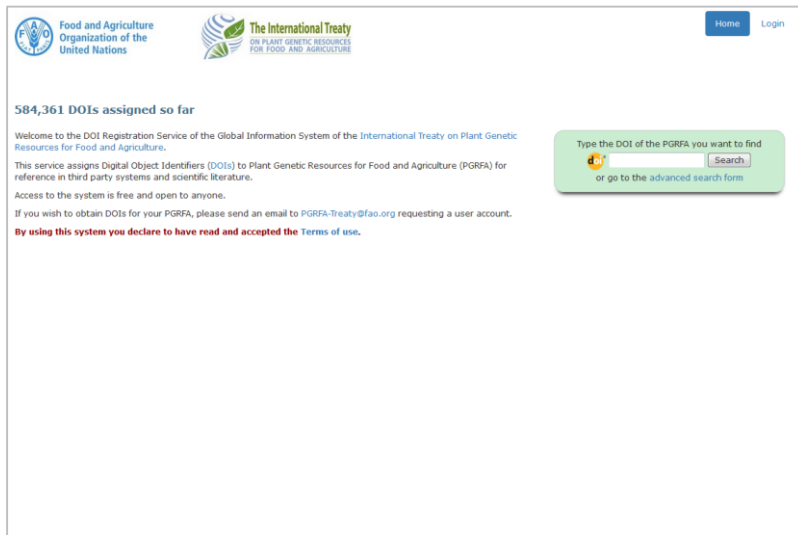 Food and Agriculture
Organization of the
United Nations
The International Treaty
ON PLANT GENETIC RESOURCES
FOR FOOD AND AGRICULTURE
Home
Login
584,361 DOIs assigned so far
Welcome to the DOI Registration Service of the Global Information System of the International Treaty on Plant Genetic
Resources for Food and Agriculture.
This service assigns Digital Object Identifiers (DOIs) to Plant Genetic Resources for Food and Agriculture (PGRFA) for
reference in third party systems and scientific literature.
Access to the system is free and open to anyone.
If you wish to obtain DOIs for your PGRFA, please send an email to PGRFA-Treaty@fao.org requesting a user account.
By using this system you declare to have read and accepted the Terms of use.
Type the DOI of the PGRFA you want to find
doi
Search
or go to the advanced search form